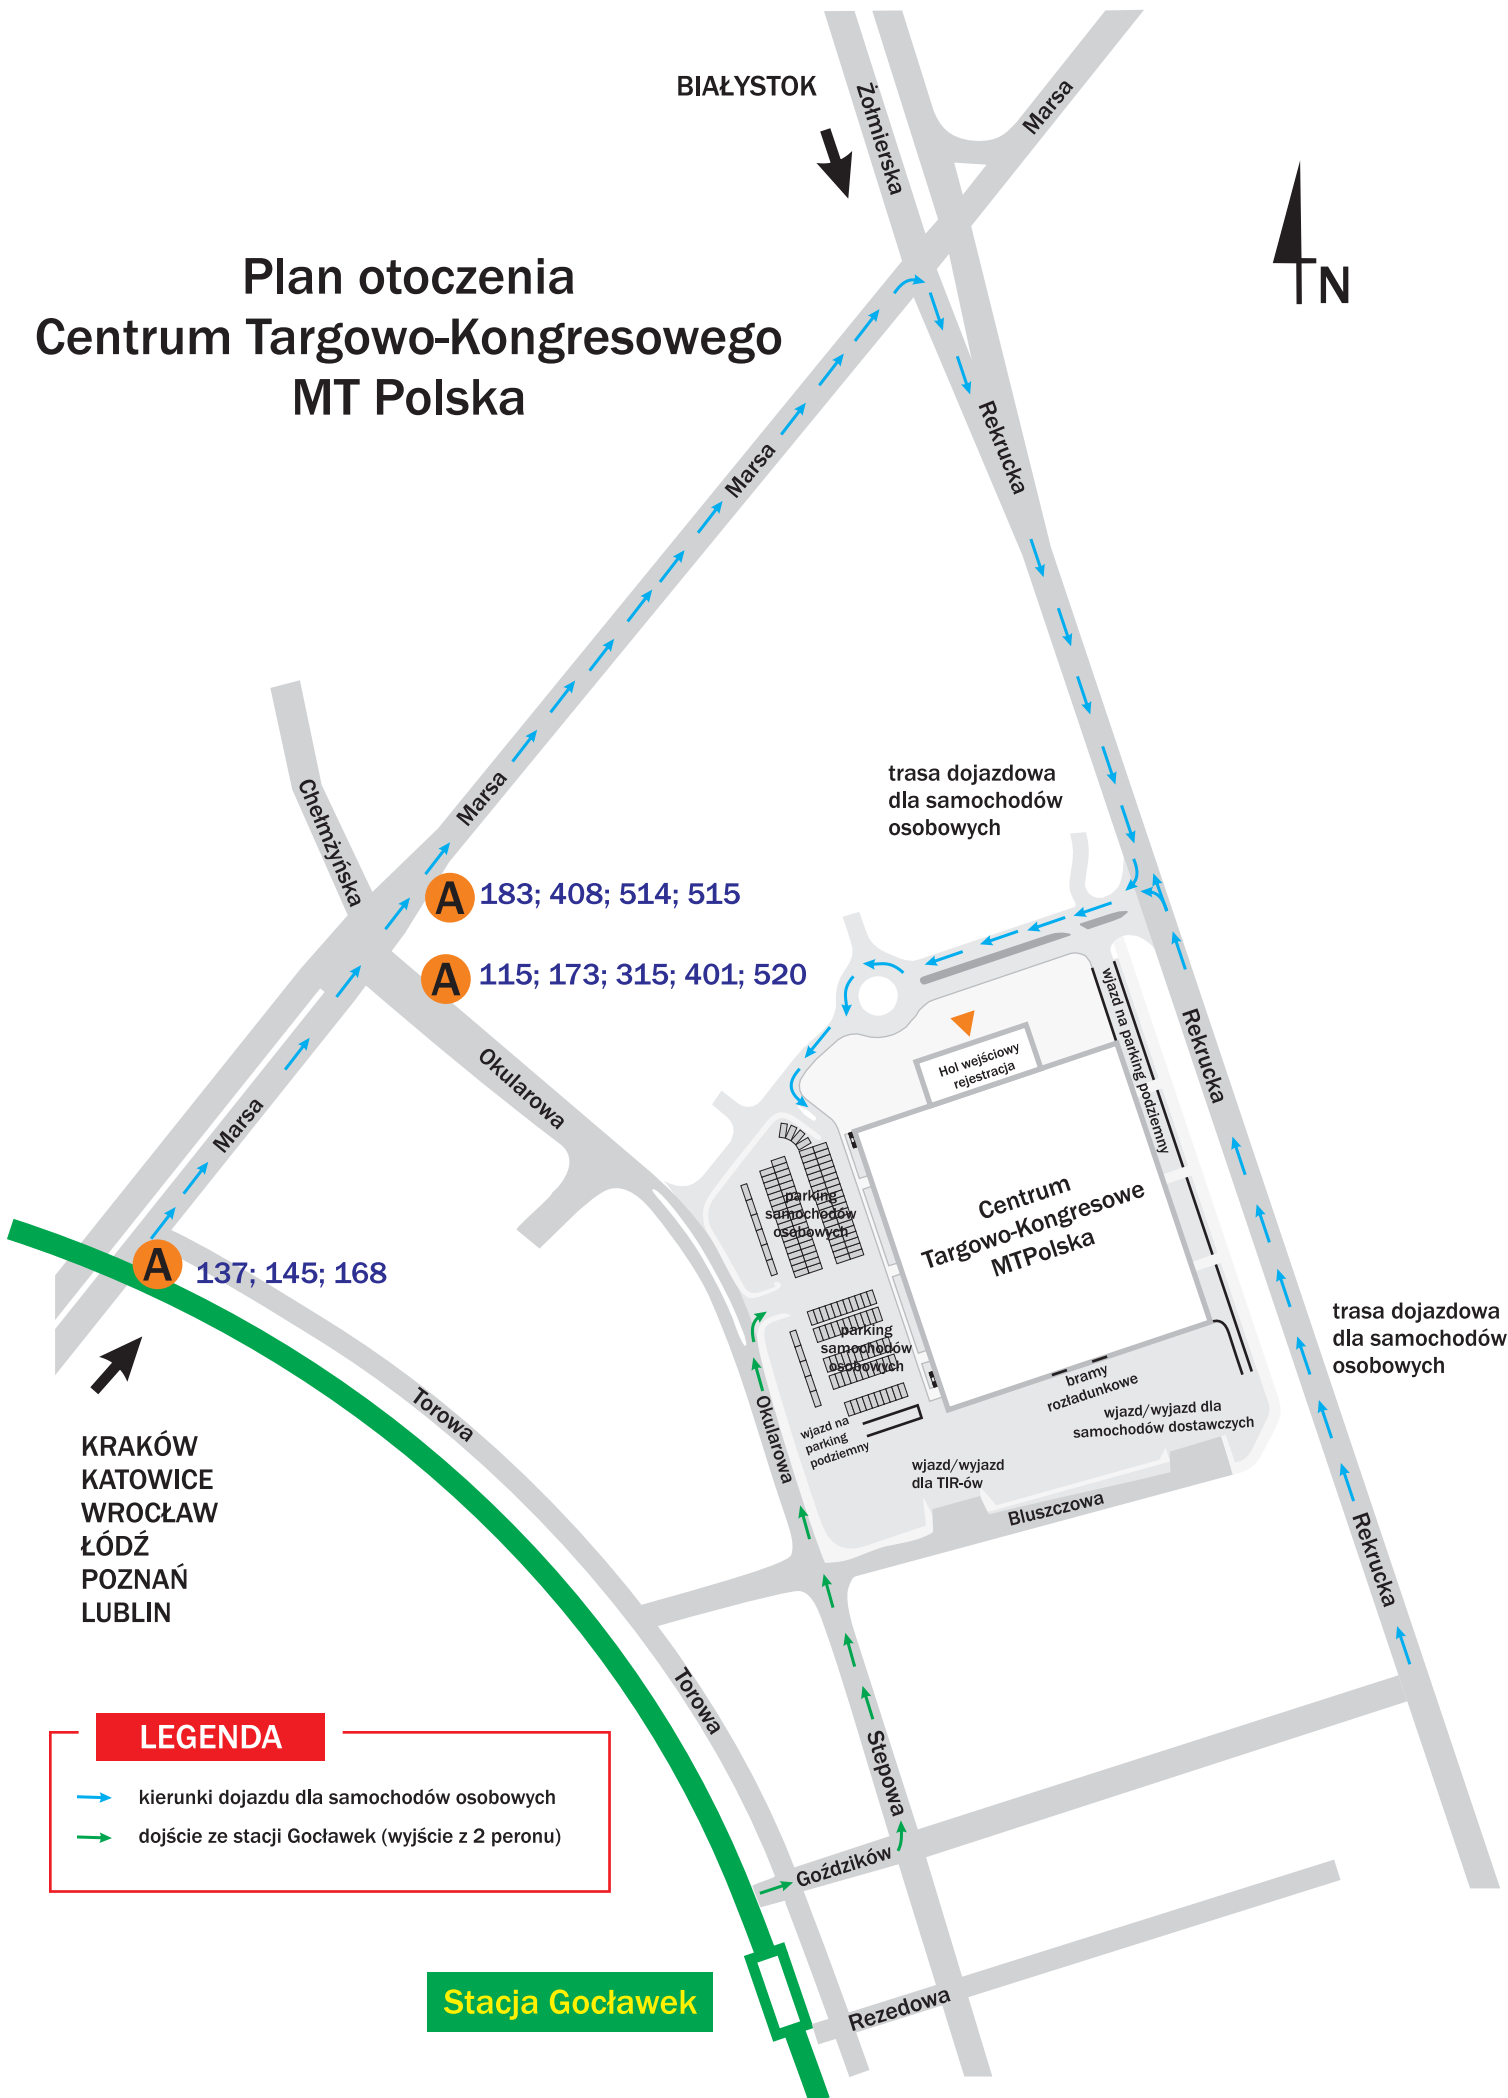 BIAŁYSTOK
Żołmierska
Marsa
N
Plan otoczenia
Centrum Targowo-Kongresowego
MT Polska
Rekrucka
Marsa
trasa dojazdowa
dla samochodów
osobowych
Marsa
Chełmżyńska
A 183; 408; 514; 515
A 115; 173; 315; 401; 520
wjazd na parking podziemny
Rekrucka
Okularowa
Hol wejściowy
rejestracja
Marsa
parking
samochodów
osobowych
Centrum
Targowo-Kongresowe
MTPolska
A 137; 145; 168
trasa dojazdowa
dla samochodów
osobowych
parking
samochodów
osobowych
bramy
rozładunkowe
Torowa
Okularowa
wjazd na
parking
podziemny
wjazd/wyjazd dla
samochodów dostawczych
wjazd/wyjazd
dla TIR-ów
Bluszczowa
KRAKÓW
KATOWICE
WROCŁAW
ŁÓDŹ
POZNAŃ
LUBLIN
Rekrucka
Torowa
Stepowa
LEGENDA
kierunki dojazdu dla samochodów osobowych
dojście ze stacji Gocławek (wyjście z 2 peronu)
Goździków
Stacja Gocławek
Rezedowa